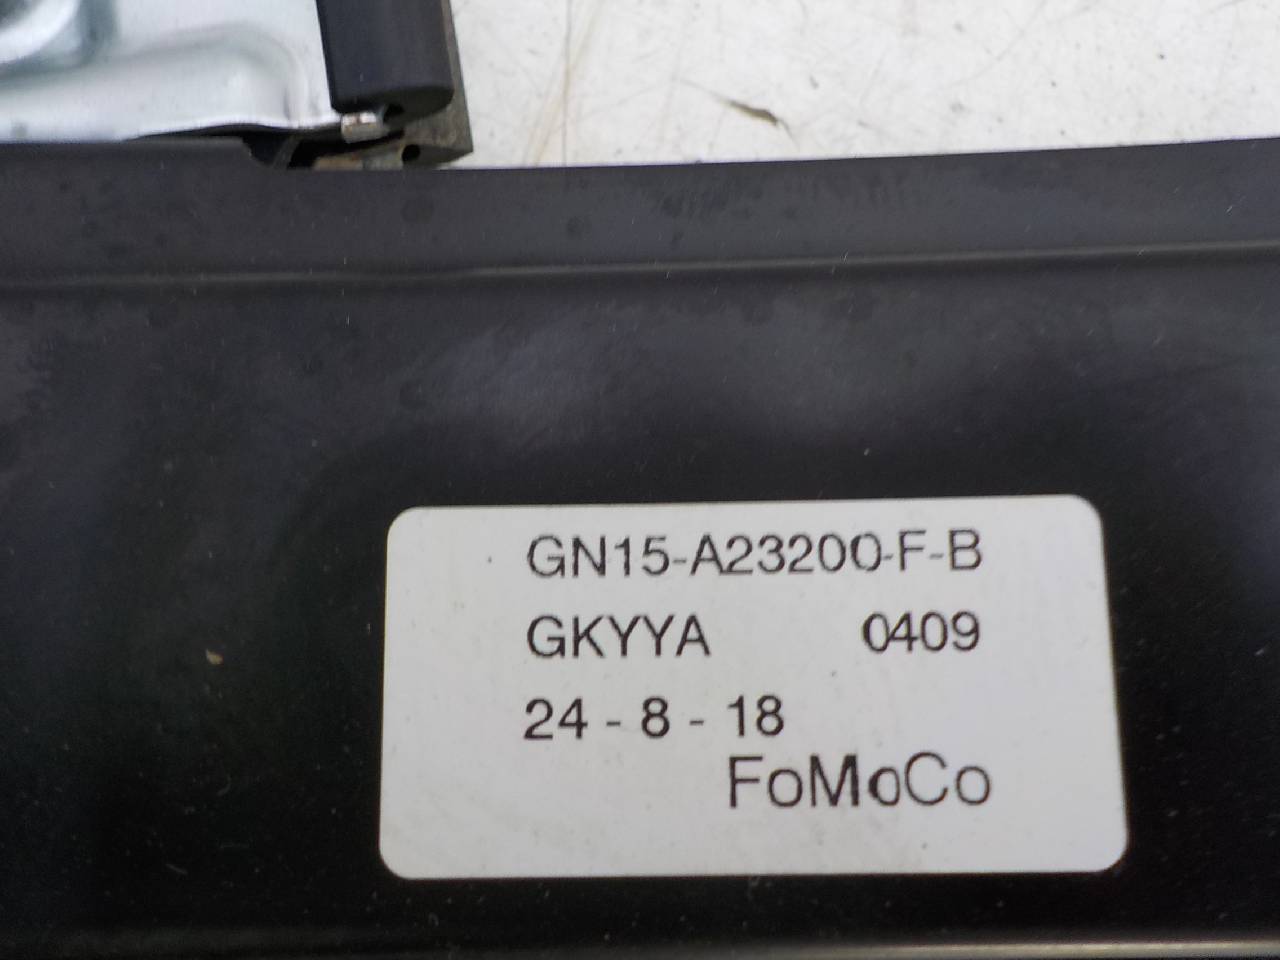 GN15-A23200-F-B
GKYYA 0409
24 - 8 - 18
FoMoCo